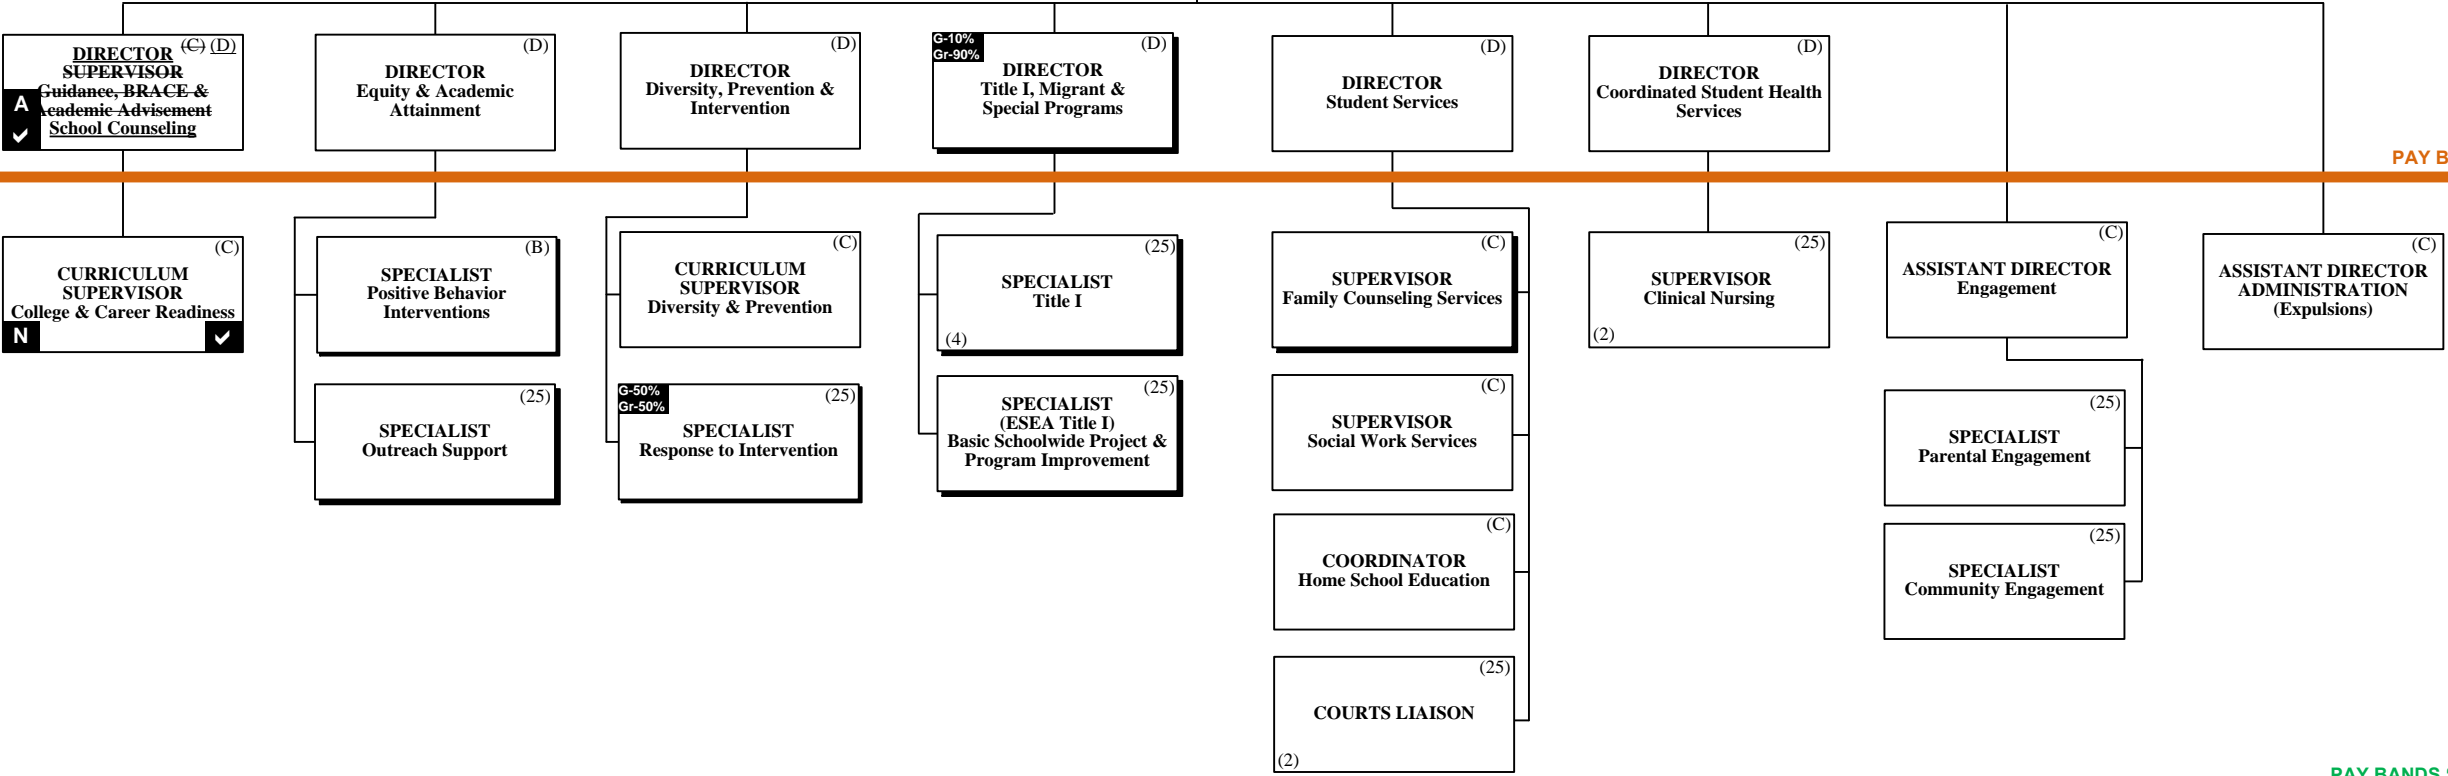 (C) (D)
DIRECTOR
SUPERVISOR
Guidance, BRACE &
Academic Advisement
School Counseling
A
(D)
DIRECTOR
Equity & Academic
Attainment
(D)
DIRECTOR
Diversity, Prevention &
Intervention
G-10%
Gr-90%
(D)
DIRECTOR
Title I, Migrant &
Special Programs
(D)
DIRECTOR
Student Services
(D)
DIRECTOR
Coordinated Student Health
Services
PAY B
(C)
CURRICULUM
SUPERVISOR
College & Career Readiness
N
(B)
SPECIALIST
Positive Behavior
Interventions
(C)
CURRICULUM
SUPERVISOR
Diversity & Prevention
(25)
SPECIALIST
Title I
(4)
(C)
SUPERVISOR
Family Counseling Services
(25)
SUPERVISOR
Clinical Nursing
(2)
(C)
ASSISTANT DIRECTOR
Engagement
(C)
ASSISTANT DIRECTOR
ADMINISTRATION
(Expulsions)
(25)
SPECIALIST
Outreach Support
G-50%
Gr-50%
(25)
SPECIALIST
Response to Intervention
(25)
SPECIALIST
(ESEA Title I)
Basic Schoolwide Project &
Program Improvement
(C)
SUPERVISOR
Social Work Services
(25)
SPECIALIST
Parental Engagement
(C)
COORDINATOR
Home School Education
(25)
SPECIALIST
Community Engagement
(25)
COURTS LIAISON
(2)
PAY BANDS